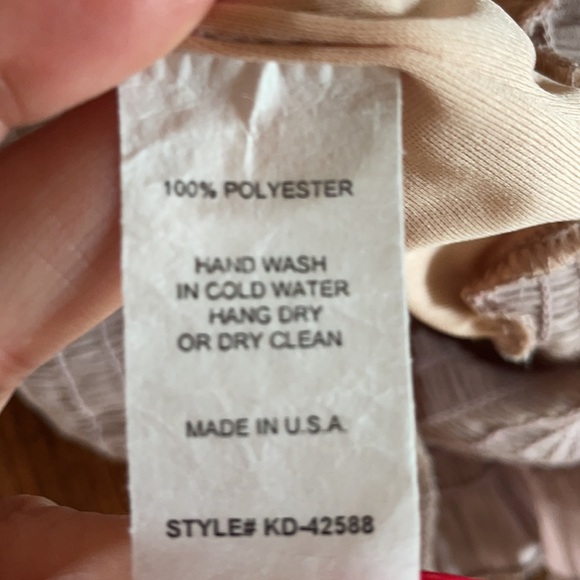 100% POLYESTER
HAND WASH
IN COLD WATER
HANG DRY
OR DRY CLEAN
MADE IN U.S.A.
STYLE# KD-42588